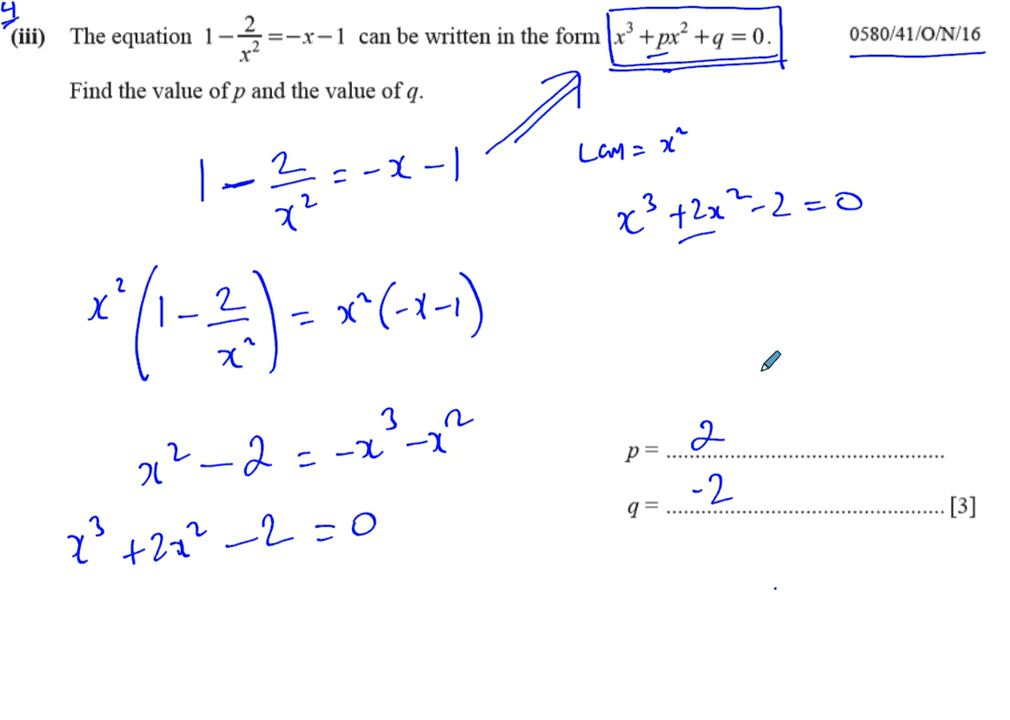 4
(iii) The equation 1 - 2/x² = -x - 1 can be written in the form x³ + px² + q = 0. 0580/41/O/N/16
Find the value of p and the value of q.
1 - 2/x² = -x - 1
LCM = x²
x³ + 2x² - 2 = 0
x² (1 - 2/x²) = x² (-x - 1)
x² - 2 = -x³ - x²
x³ + 2x² - 2 = 0
p = 2
q = -2 [3]